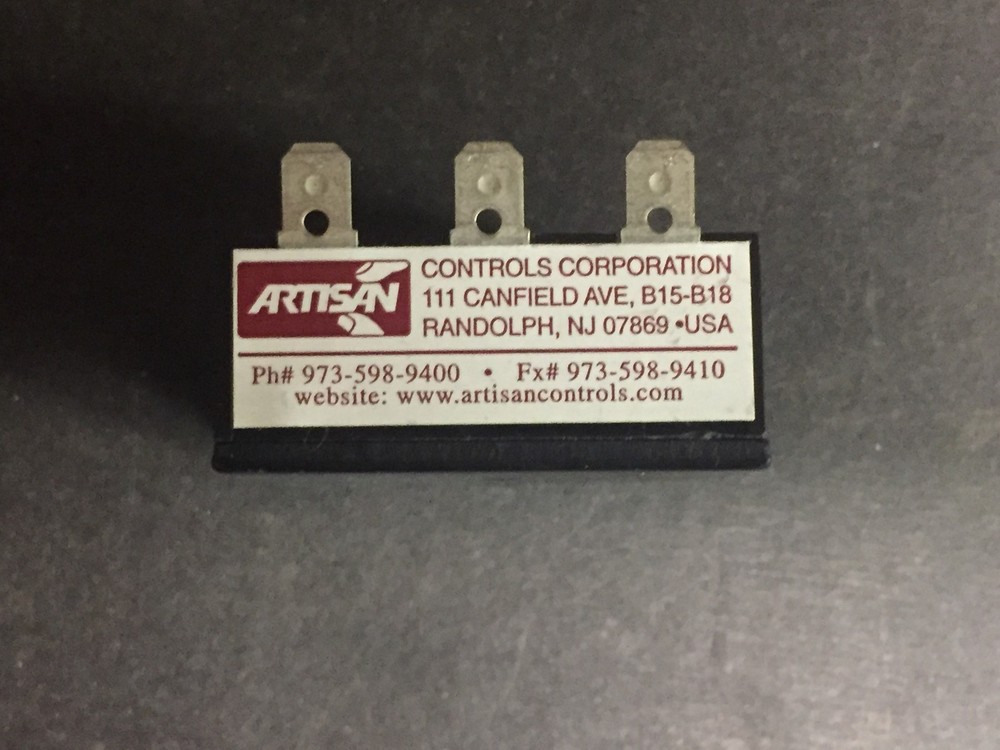 ARTISAN
CONTROLS CORPORATION
111 CANFIELD AVE, B15-B18
RANDOLPH, NJ 07869 •USA
Ph# 973-598-9400 • Fx# 973-598-9410
website: www.artisancontrols.com